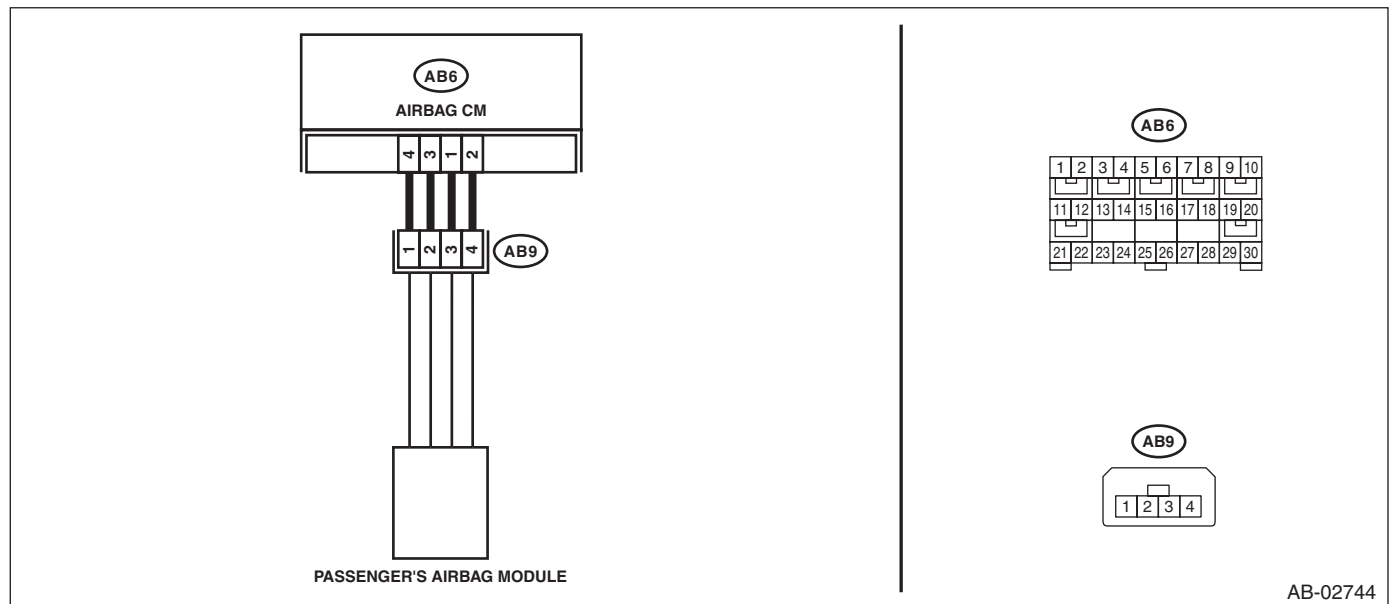 AB6
AIRBAG CM
4 3 1 2
1 2 3 4
AB9
PASSENGER'S AIRBAG MODULE
AB6
1 2 3 4 5 6 7 8 9 10
11 12 13 14 15 16 17 18 19 20
21 22 23 24 25 26 27 28 29 30
AB9
1 2 3 4
AB-02744